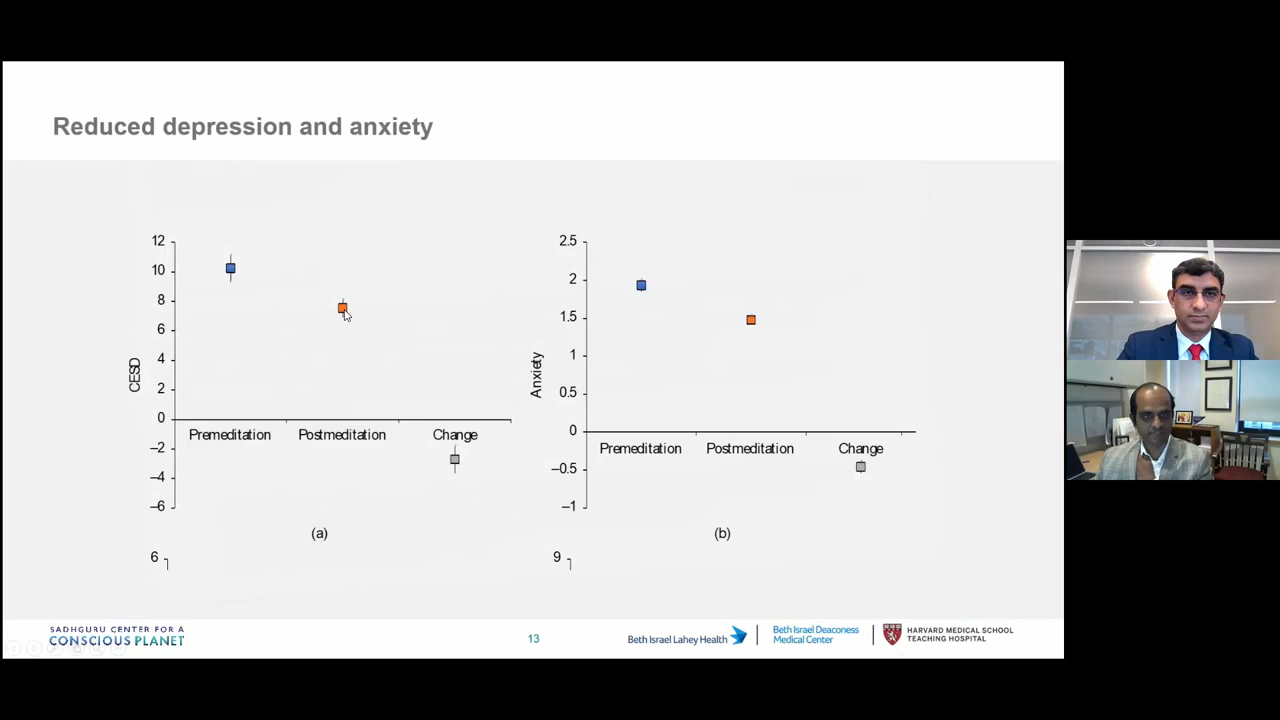 Reduced depression and anxiety
12
10
8
6
4
2
0
–2
–4
–6
CESD
Premeditation
Postmeditation
Change
(a)
2.5
2
1.5
1
0.5
0
–0.5
–1
Anxiety
Premeditation
Postmeditation
Change
(b)
6
9
SADHGURU CENTER FOR A
CONSCIOUS PLANET
13
Beth Israel Lahey Health
Beth Israel Deaconess
Medical Center
HARVARD MEDICAL SCHOOL
TEACHING HOSPITAL